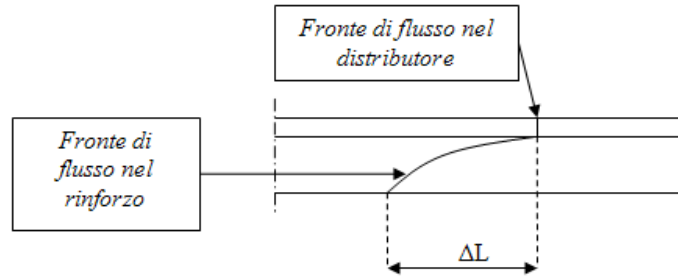 Fronte di flusso nel
distributore
Fronte di
flusso nel
rinforzo
ΔL